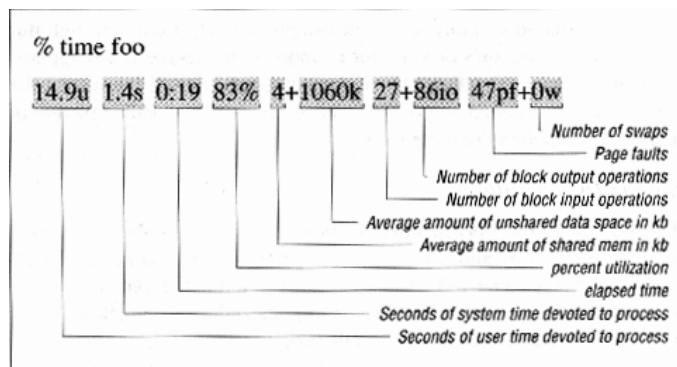 % time foo
14.9u 1.4s 0:19 83% 4+1060k 27+86io 47pf+0w
Number of swaps
Page faults
Number of block output operations
Number of block input operations
Average amount of unshared data space in kb
Average amount of shared mem in kb
percent utilization
elapsed time
Seconds of system time devoted to process
Seconds of user time devoted to process